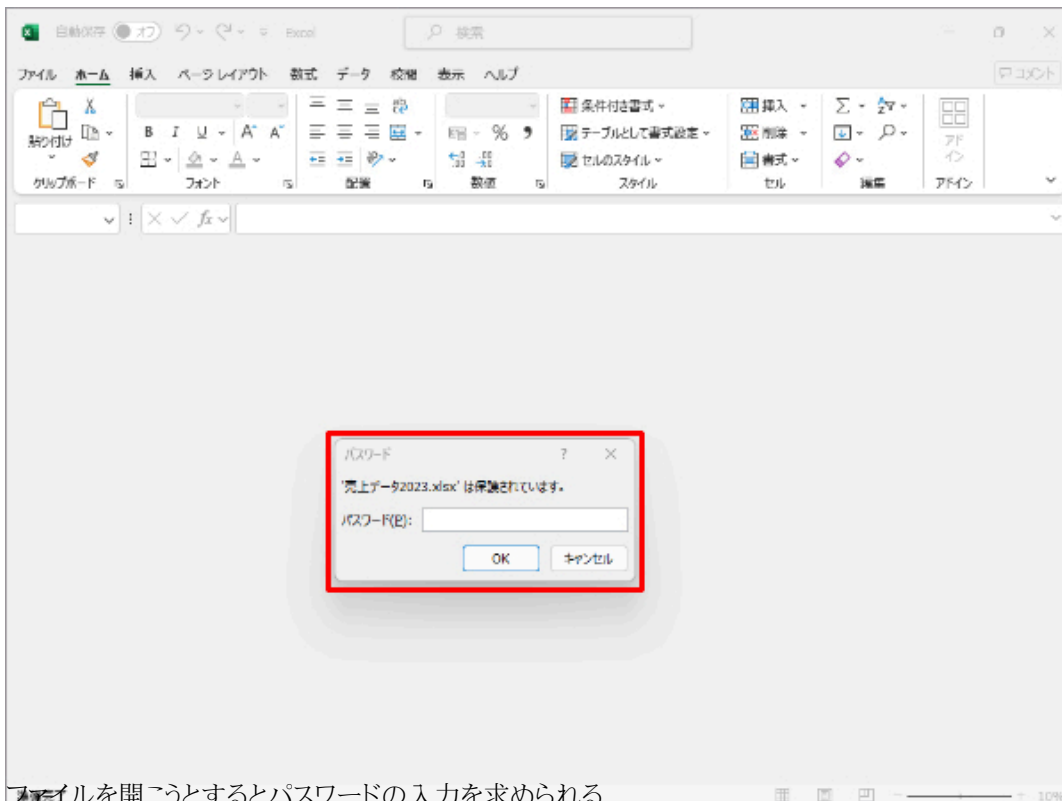 自動保存 オフ Excel 検索
ファイル ホーム 挿入 ページ レイアウト 数式 データ 校閲 表示 ヘルプ コメント
貼り付け
B I U A A
% 9
条件付き書式
テーブルとして書式設定
セルのスタイル
挿入
削除
書式
アド
イン
クリップボード フォント 配置 数値 スタイル セル 編集 アドイン
fx
パスワード ? ×
'売上データ2023.xlsx' は保護されています。
パスワード(P):
OK キャンセル
ファイルを開こうとするとパスワードの入力を求められる